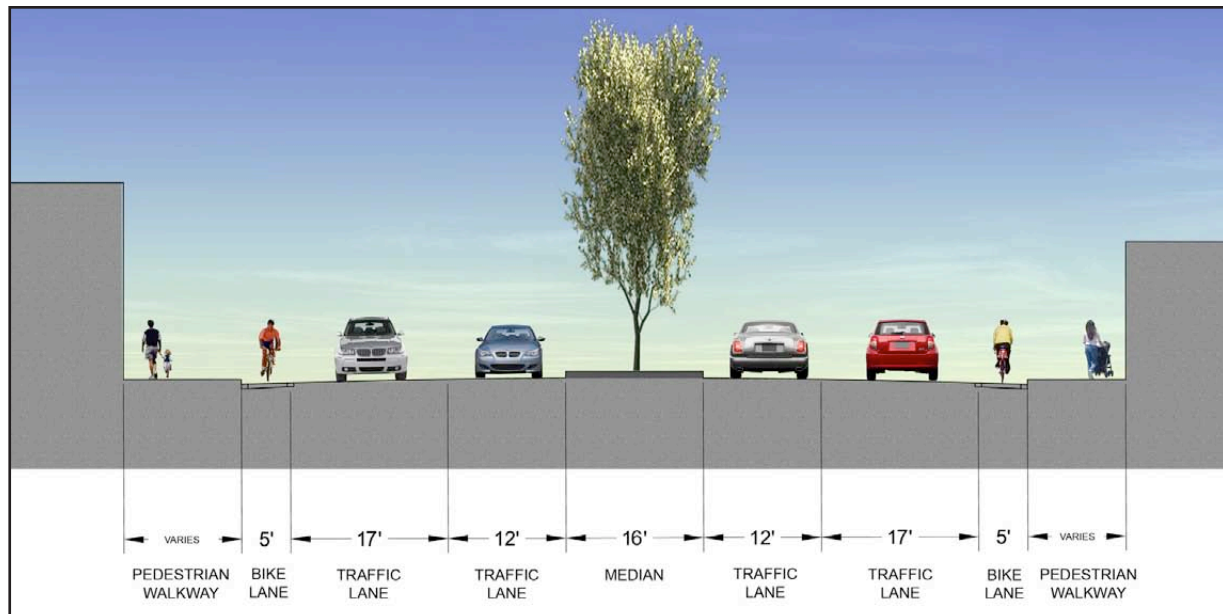 VARIES 5' 17' 12' 16' 12' 17' 5' VARIES
PEDESTRIAN BIKE TRAFFIC TRAFFIC MEDIAN TRAFFIC TRAFFIC BIKE PEDESTRIAN
WALKWAY LANE LANE LANE LANE LANE LANE WALKWAY